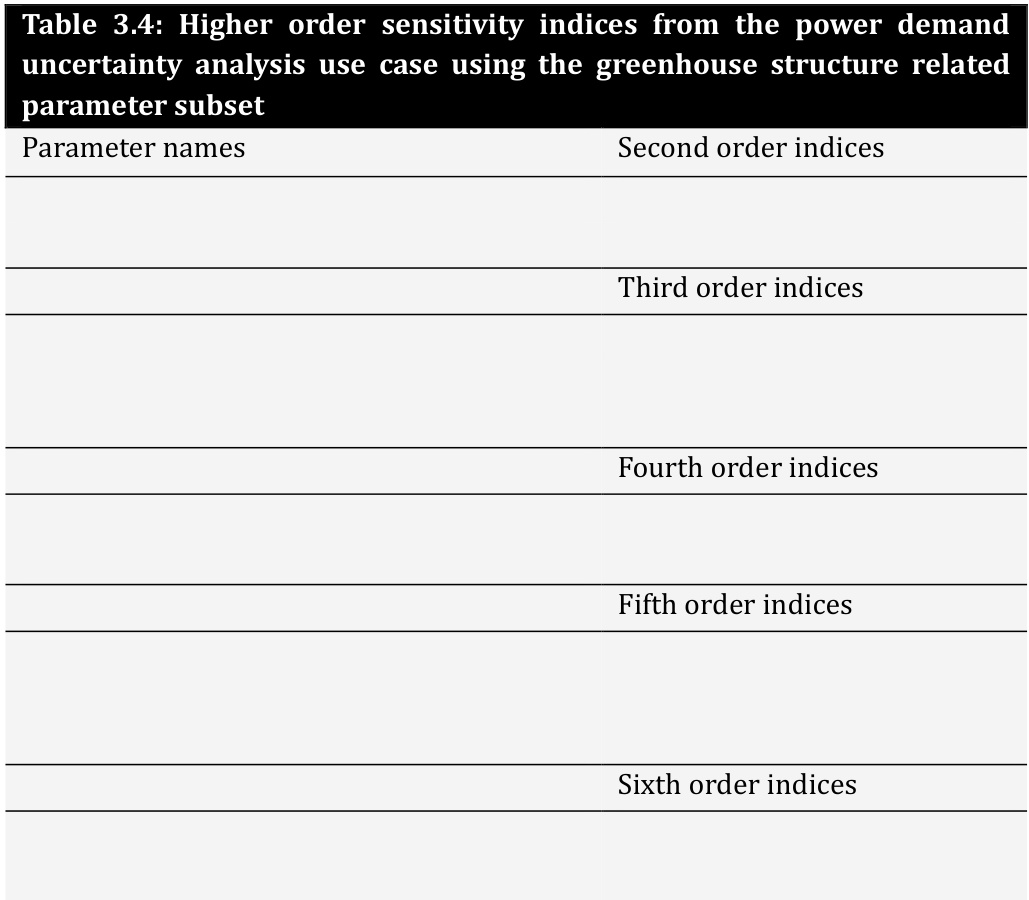 Table 3.4: Higher order sensitivity indices from the power demand
uncertainty analysis use case using the greenhouse structure related
parameter subset
Parameter names Second order indices
Third order indices
Fourth order indices
Fifth order indices
Sixth order indices